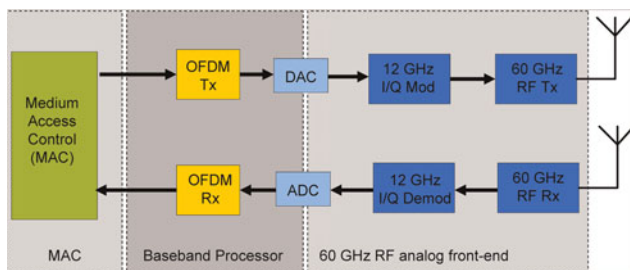 Medium
Access
Control
(MAC)
OFDM
Tx
DAC
12 GHz
I/Q Mod
60 GHz
RF Tx
OFDM
Rx
ADC
12 GHz
I/Q Demod
60 GHz
RF Rx
MAC
Baseband Processor
60 GHz RF analog front-end